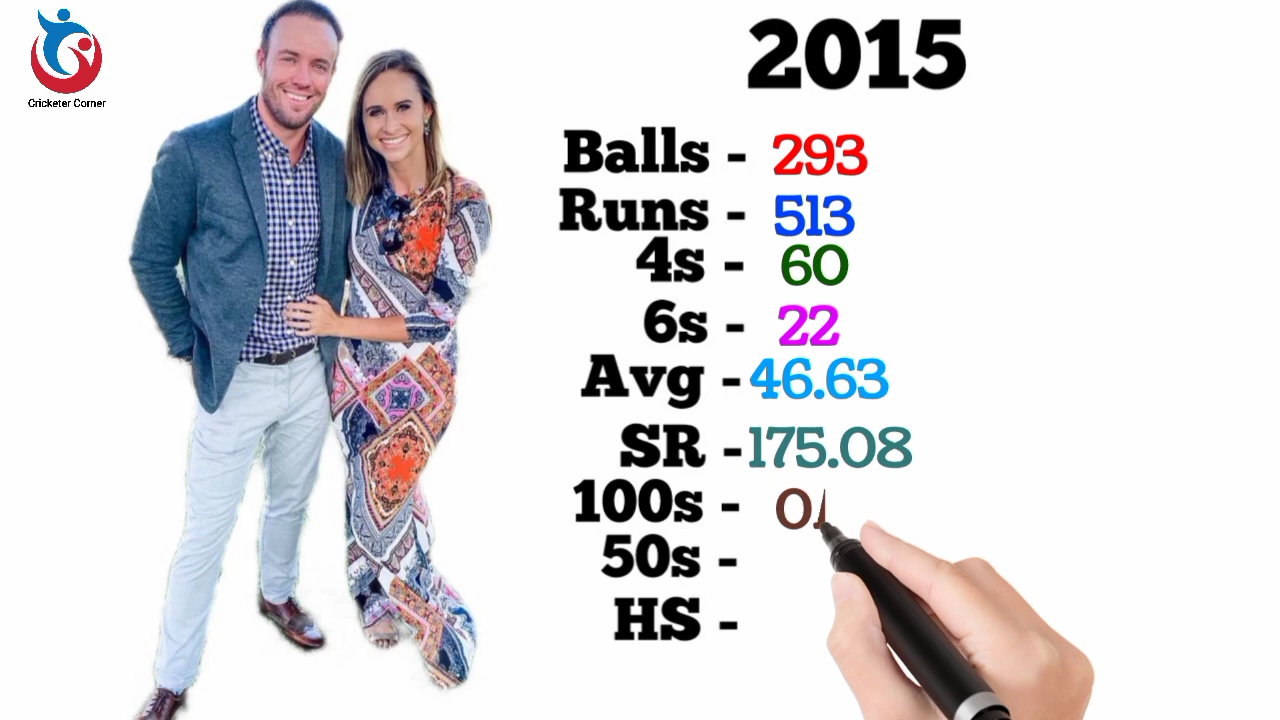 Cricketer Corner
2015
Balls - 293
Runs - 513
4s - 60
6s - 22
Avg - 46.63
SR - 175.08
100s - 0
50s -
HS -